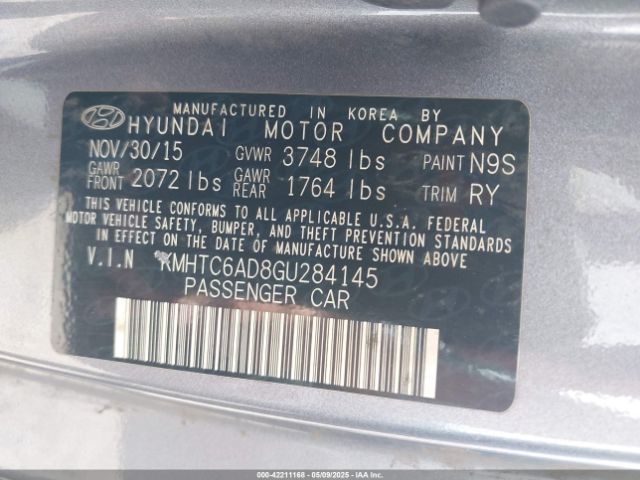 MANUFACTURED IN KOREA BY
HYUNDAI MOTOR COMPANY
NOV/30/15 GVWR 3748 lbs PAINT N9S
GAWR FRONT 2072 lbs GAWR REAR 1764 lbs TRIM RY
THIS VEHICLE CONFORMS TO ALL APPLICABLE U.S.A. FEDERAL
MOTOR VEHICLE SAFETY, BUMPER, AND THEFT PREVENTION STANDARDS
IN EFFECT ON THE DATE OF MANUFACTURE SHOWN ABOVE.
V.I.N KMHTC6AD8GU284145
PASSENGER CAR
000-42211168 - 05/09/2025 - IAAI.COM